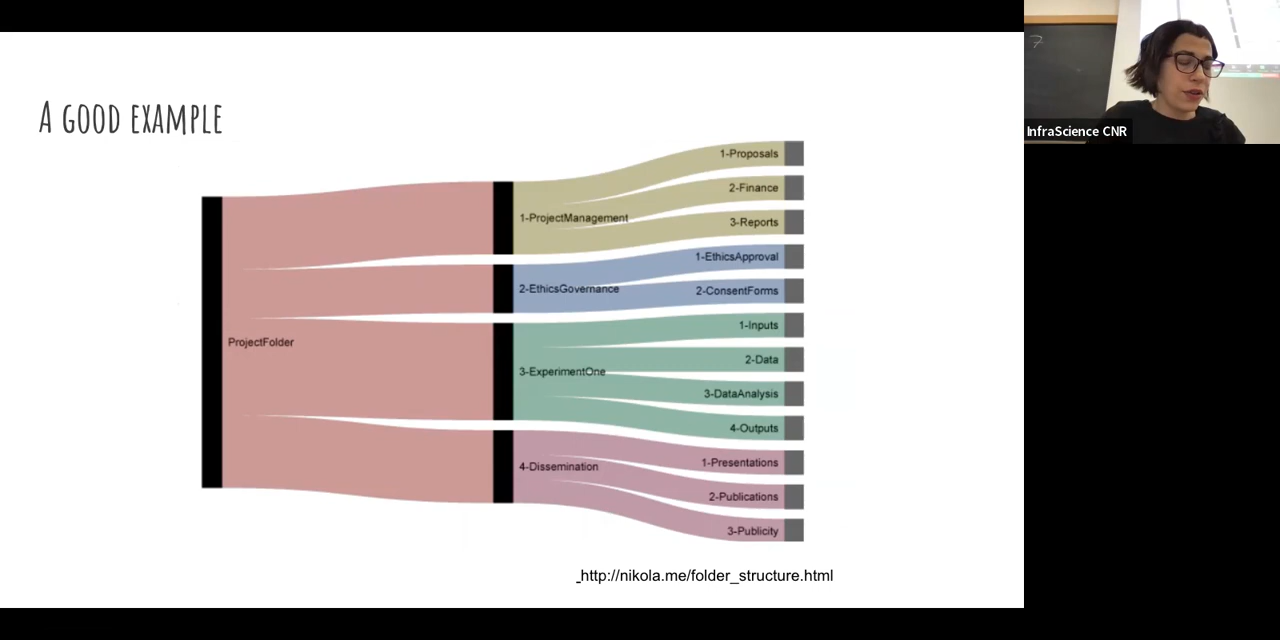 A GOOD EXAMPLE
ProjectFolder
1-ProjectManagement
2-EthicsGovernance
3-ExperimentOne
4-Dissemination
1-Proposals
2-Finance
3-Reports
1-EthicsApproval
2-ConsentForms
1-Inputs
2-Data
3-DataAnalysis
4-Outputs
1-Presentations
2-Publications
3-Publicity
http://nikola.me/folder_structure.html
InfraScience CNR
7